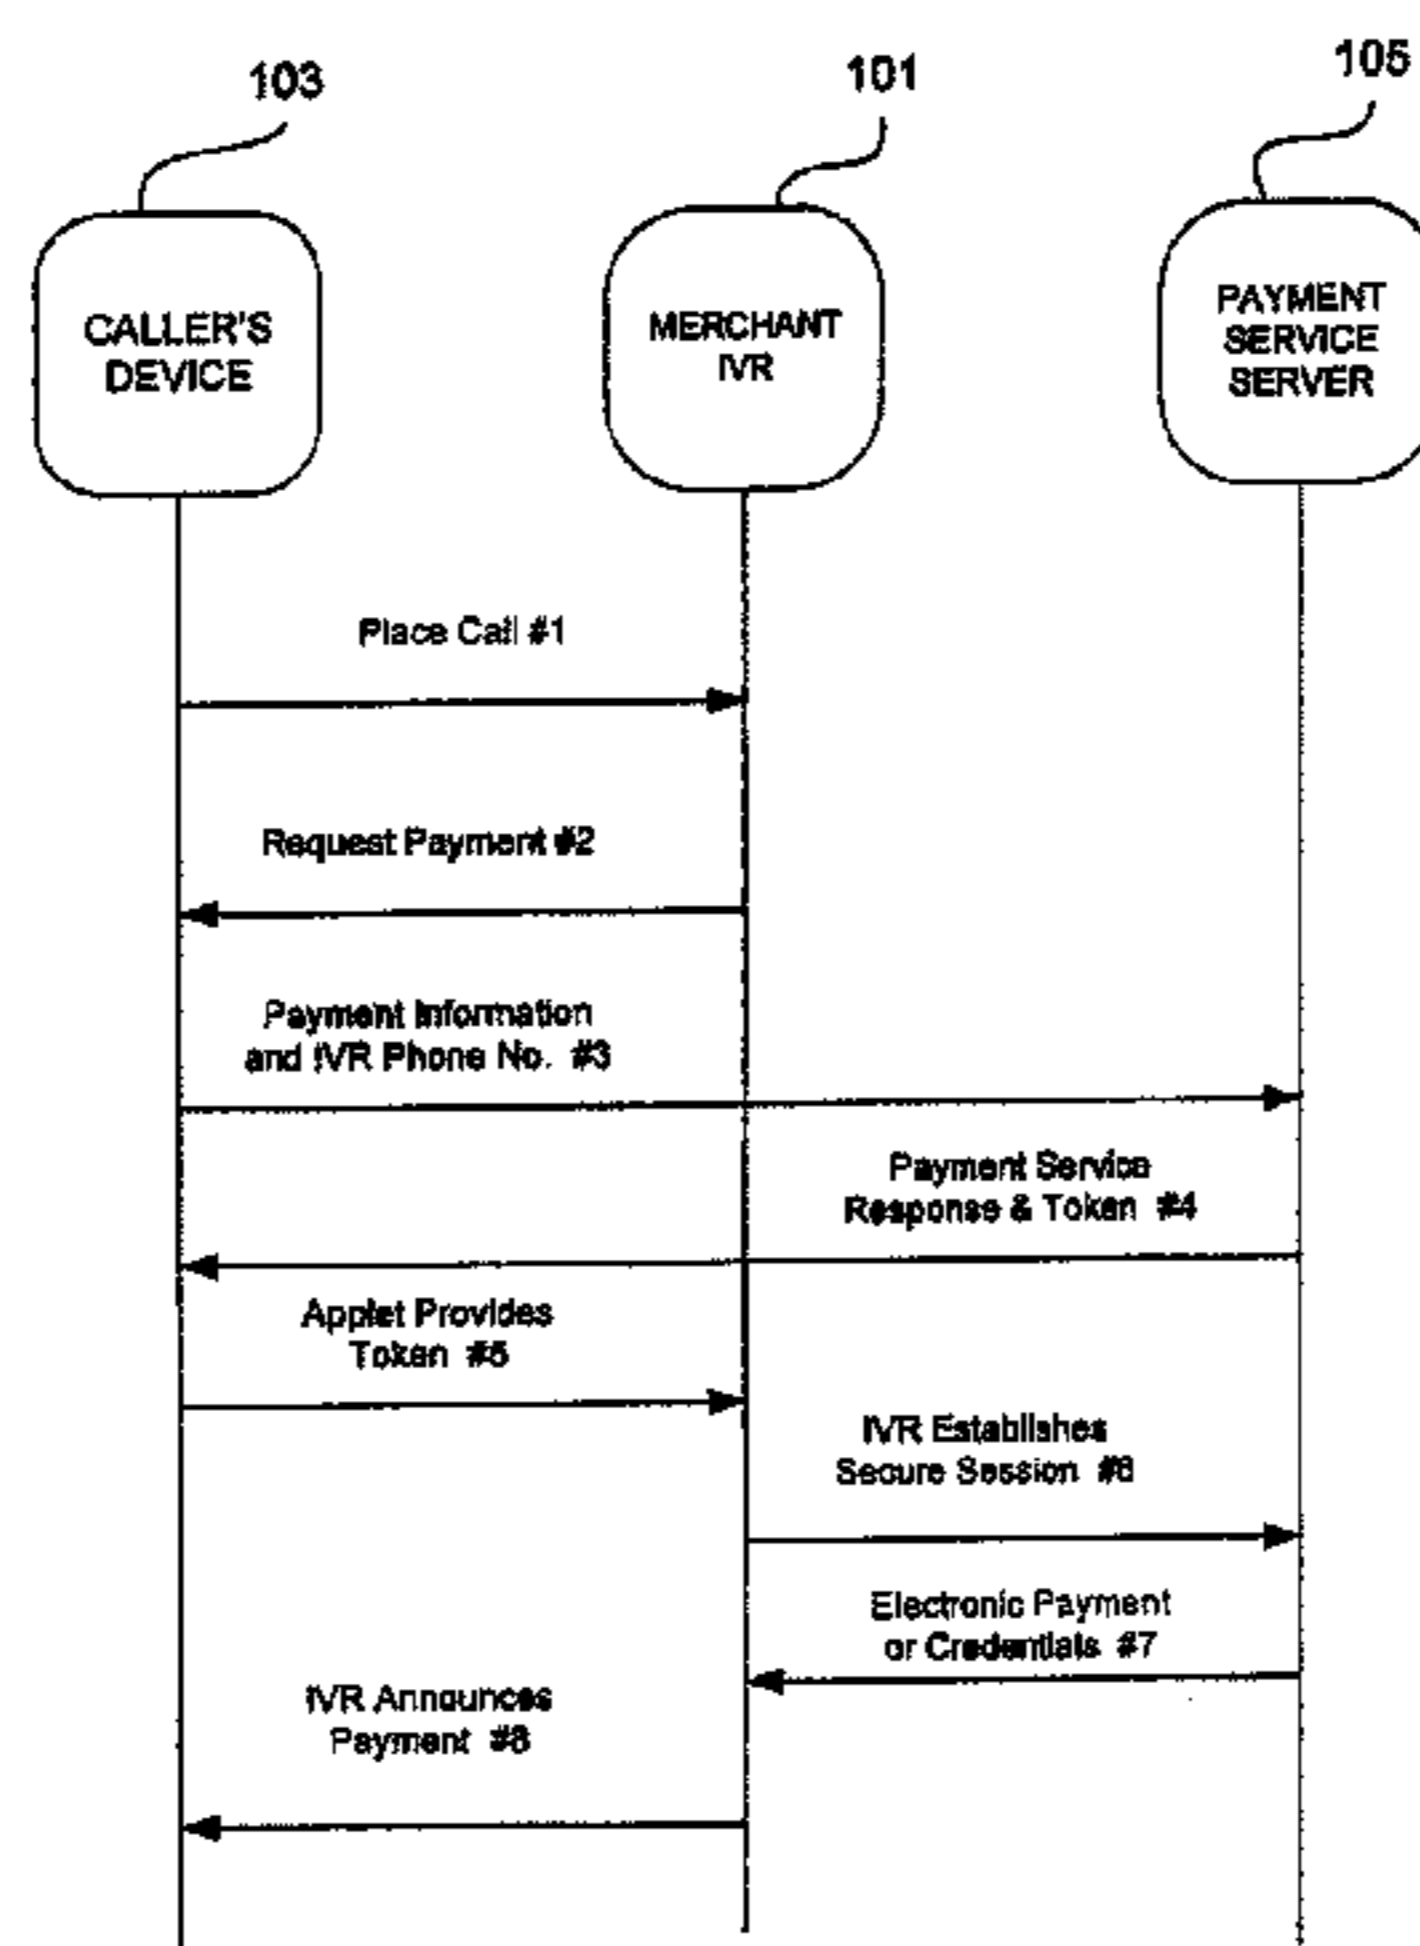 103
101
105
CALLER'S
DEVICE
MERCHANT
IVR
PAYMENT
SERVICE
SERVER
Place Call #1
Request Payment #2
Payment Information
and IVR Phone No. #3
Payment Service
Response & Token #4
Applet Provides
Token #5
IVR Establishes
Secure Session #6
Electronic Payment
or Credentials #7
IVR Announces
Payment #8